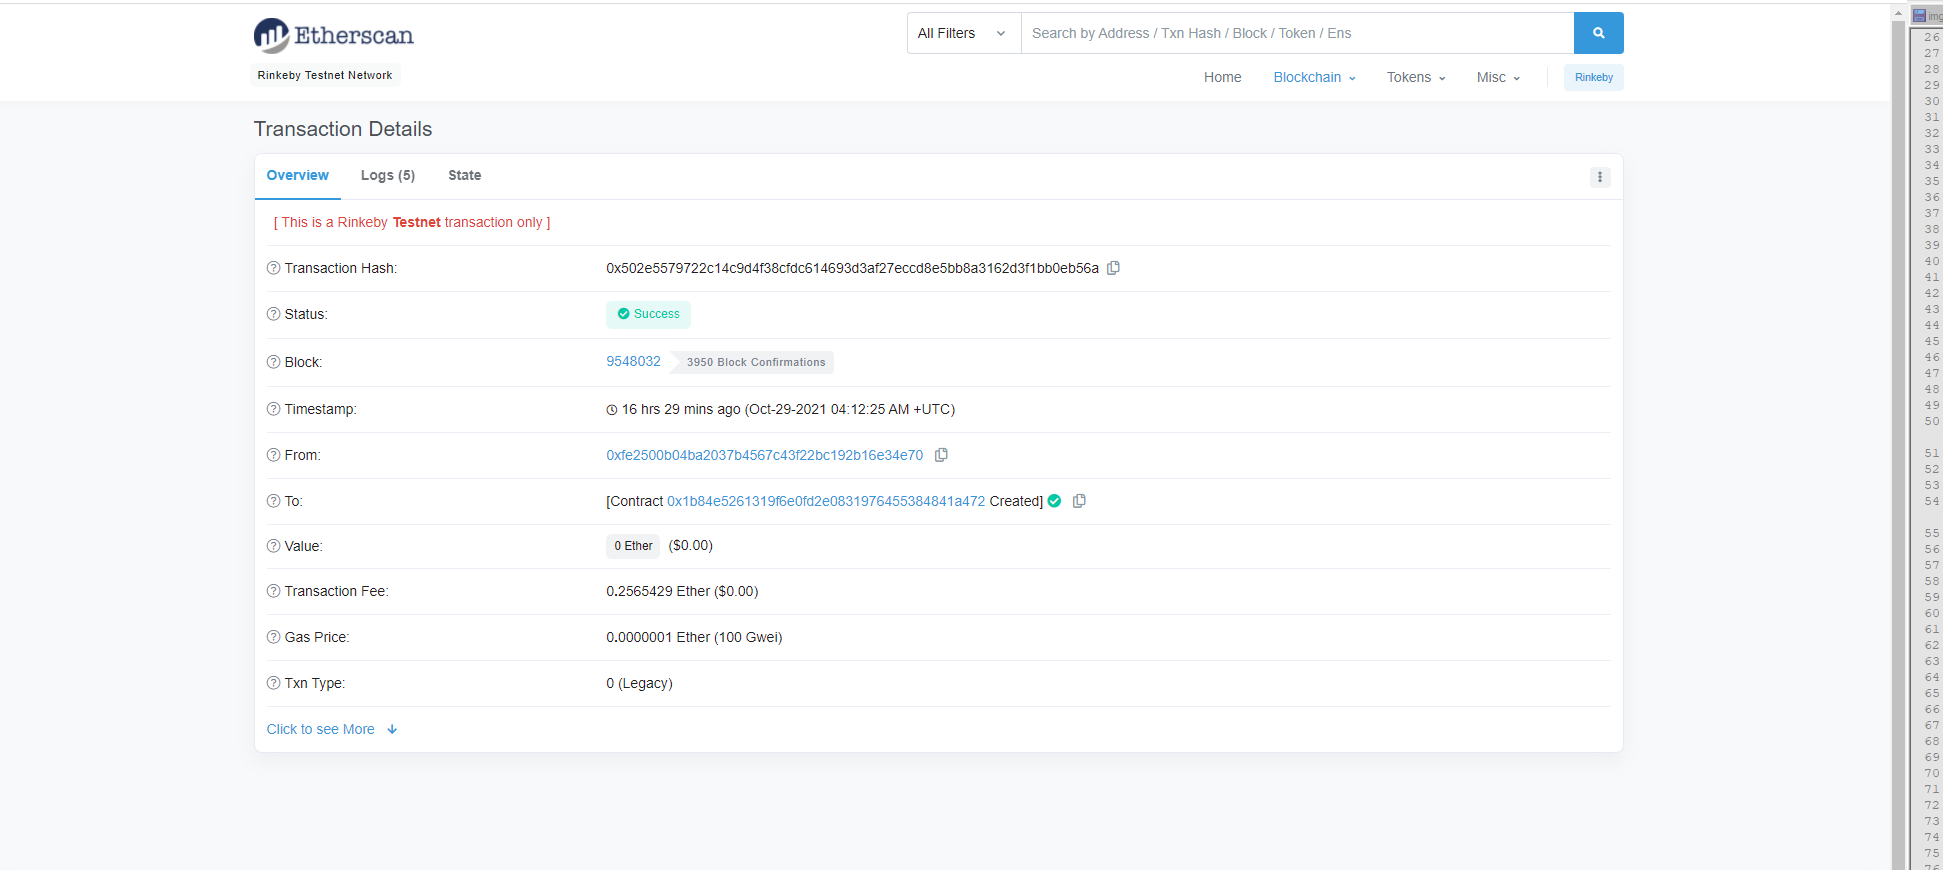 Etherscan
All Filters
Search by Address / Txn Hash / Block / Token / Ens
Rinkeby Testnet Network
Home
Blockchain
Tokens
Misc
Rinkeby
Transaction Details
Overview
Logs (5)
State
[ This is a Rinkeby Testnet transaction only ]
Transaction Hash:
0x502e5579722c14c9d4f38cfdc614693d3af27eccd8e5bb8a3162d3f1bb0eb56a
Status:
Success
Block:
9548032
3950 Block Confirmations
Timestamp:
16 hrs 29 mins ago (Oct-29-2021 04:12:25 AM +UTC)
From:
0xfe2500b04ba2037b4567c43f22bc192b16e34e70
To:
[Contract 0x1b84e5261319f6e0fd2e0831976455384841a472 Created]
Value:
0 Ether ($0.00)
Transaction Fee:
0.2565429 Ether ($0.00)
Gas Price:
0.0000001 Ether (100 Gwei)
Txn Type:
0 (Legacy)
Click to see More
26
27
28
29
30
31
32
33
34
35
36
37
38
39
40
41
42
43
44
45
46
47
48
49
50
51
52
53
54
55
56
57
58
59
60
61
62
63
64
65
66
67
68
69
70
71
72
73
74
75